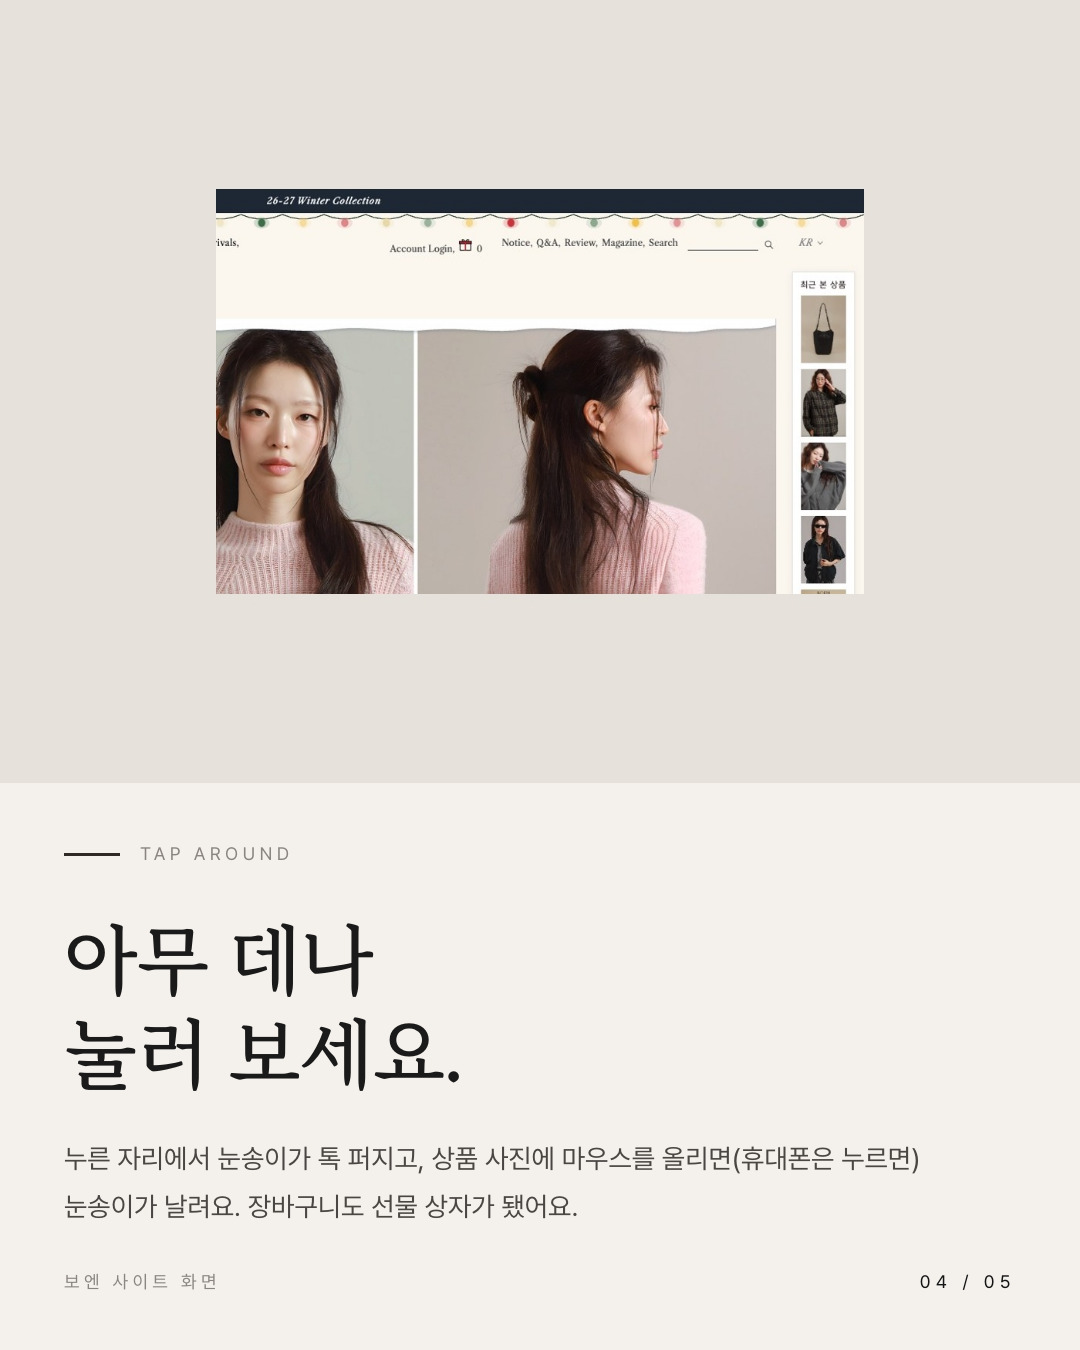 26-27 Winter Collection
Account Login, 0 Notice, Q&A, Review, Magazine, Search KR
최근 본 상품
TAP AROUND
아무 데나
눌러 보세요.
누른 자리에서 눈송이가 톡 퍼지고, 상품 사진에 마우스를 올리면(휴대폰은 누르면)
눈송이가 날려요. 장바구니도 선물 상자가 됐어요.
보엔 사이트 화면
04 / 05